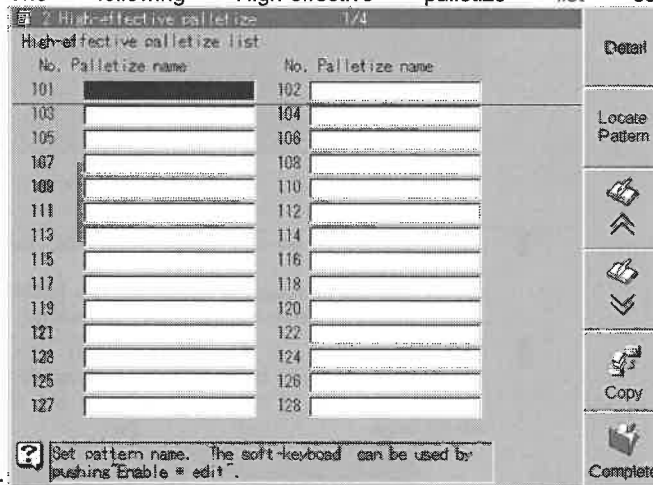 The following High-effective palletize list
2 High-effective palletize 1/4
High-effective palletize list
No. Palletize name No. Palletize name
101 102
103 104
105 106
107 108
109 110
111 112
113 114
115 116
117 118
119 120
121 122
123 124
125 126
127 128
Set pattern name. The soft-keyboad can be used by
pushing"Enable * edit".
Detail
Locate
Pattern
Copy
Complete